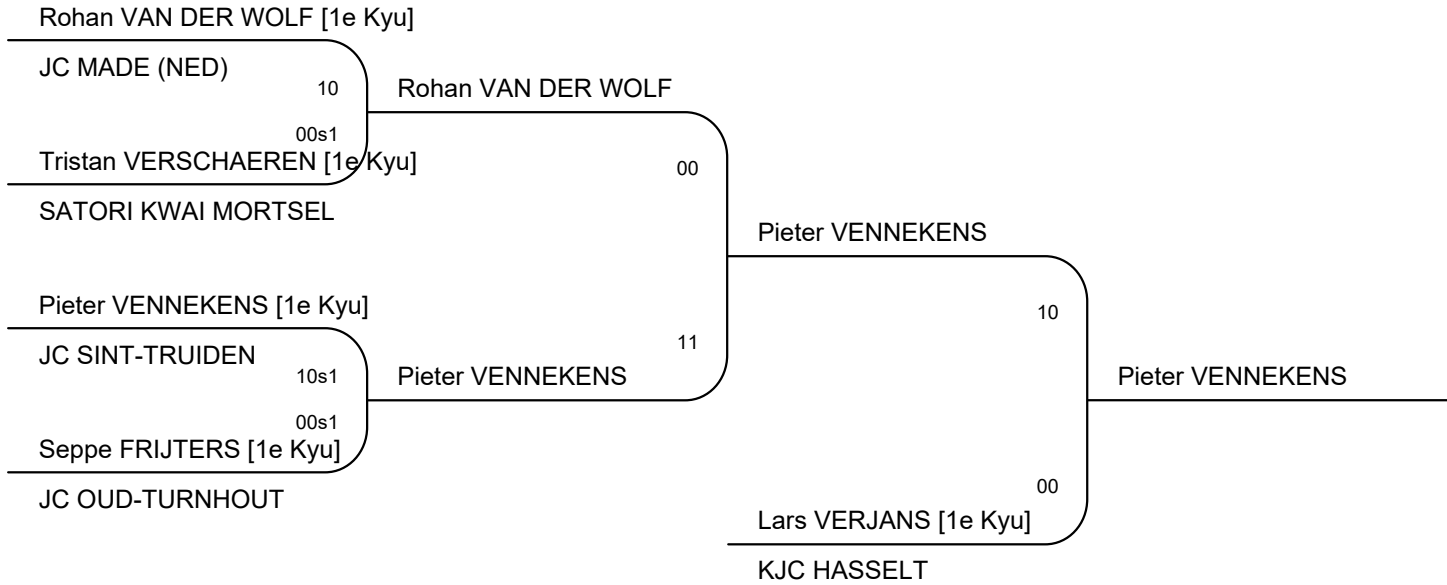 Rohan VAN DER WOLF [1e Kyu]
JC MADE (NED)
10
Rohan VAN DER WOLF
00s1
Tristan VERSCHAEREN [1e Kyu]
00
SATORI KWAI MORTSEL
Pieter VENNEKENS
Pieter VENNEKENS [1e Kyu]
10
11
JC SINT-TRUIDEN
10s1
Pieter VENNEKENS
Pieter VENNEKENS
00s1
Seppe FRIJTERS [1e Kyu]
00
JC OUD-TURNHOUT
Lars VERJANS [1e Kyu]
KJC HASSELT